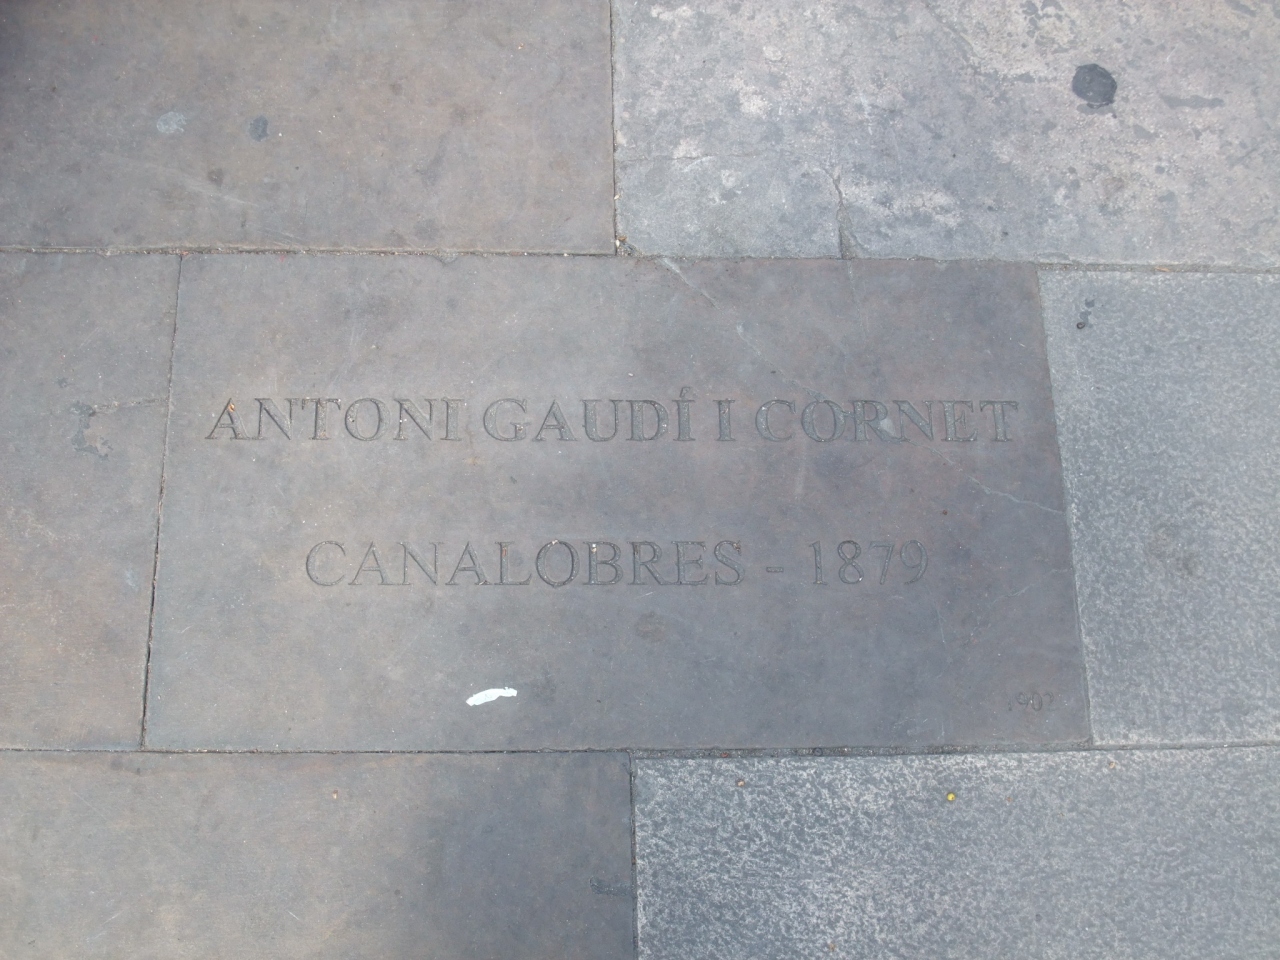 ANTONI GAUDÍ I CORNET
CANALOBRES - 1879